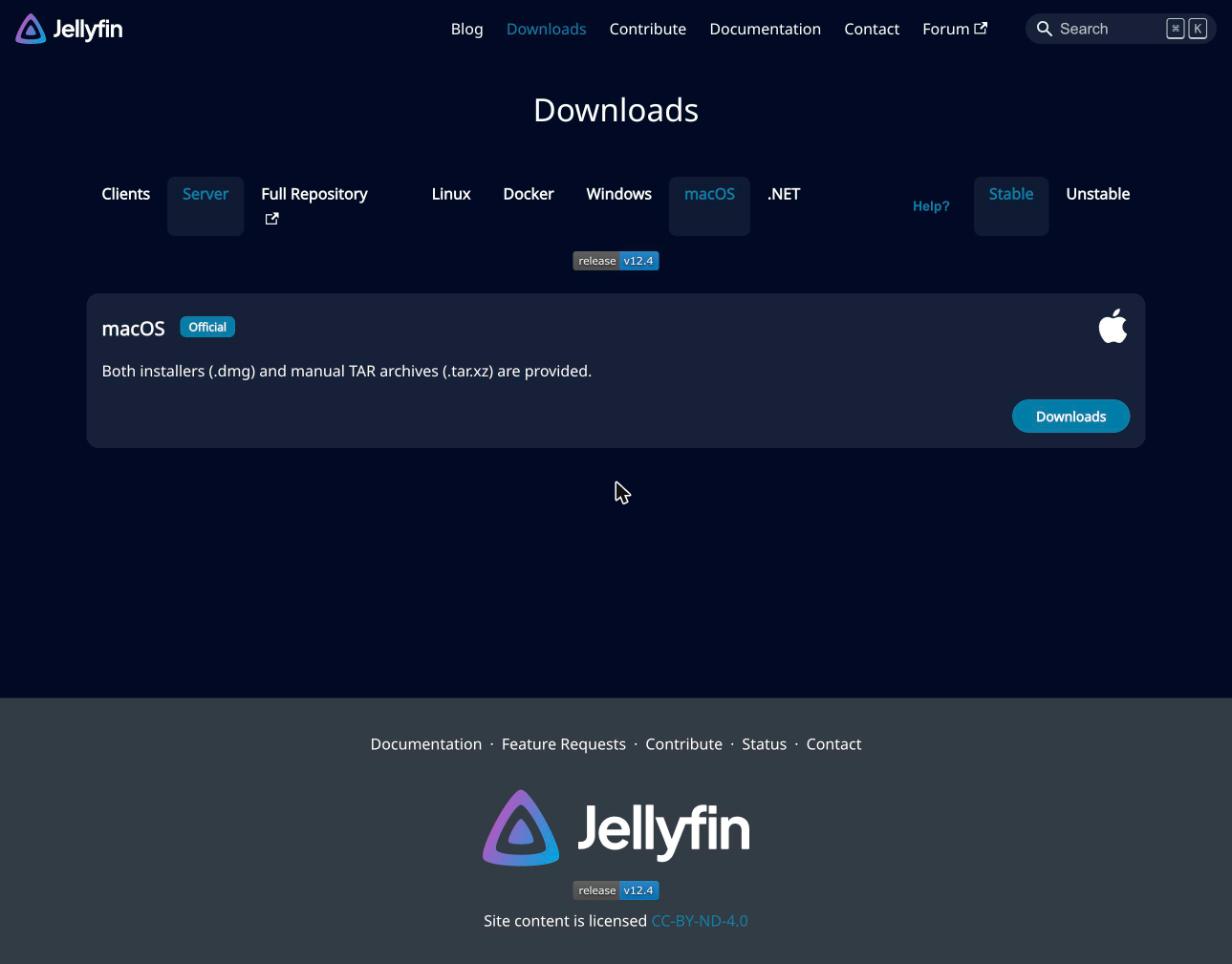 Jellyfin Blog Downloads Contribute Documentation Contact Forum Search ⌘ K
Downloads
Clients Server Full Repository Linux Docker Windows macOS .NET Help? Stable Unstable
release v12.4
macOS Official
Both installers (.dmg) and manual TAR archives (.tar.xz) are provided.
Downloads
Documentation · Feature Requests · Contribute · Status · Contact
Jellyfin
release v12.4
Site content is licensed CC-BY-ND-4.0